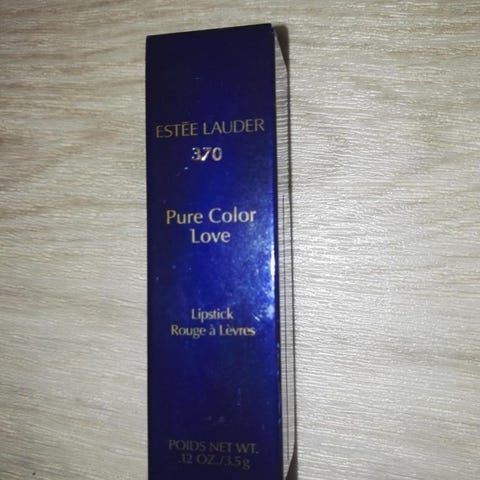 ESTĒE LAUDER
370
Pure Color
Love
Lipstick
Rouge à Lèvres
POIDS NET WT.
.12 OZ./3.5g